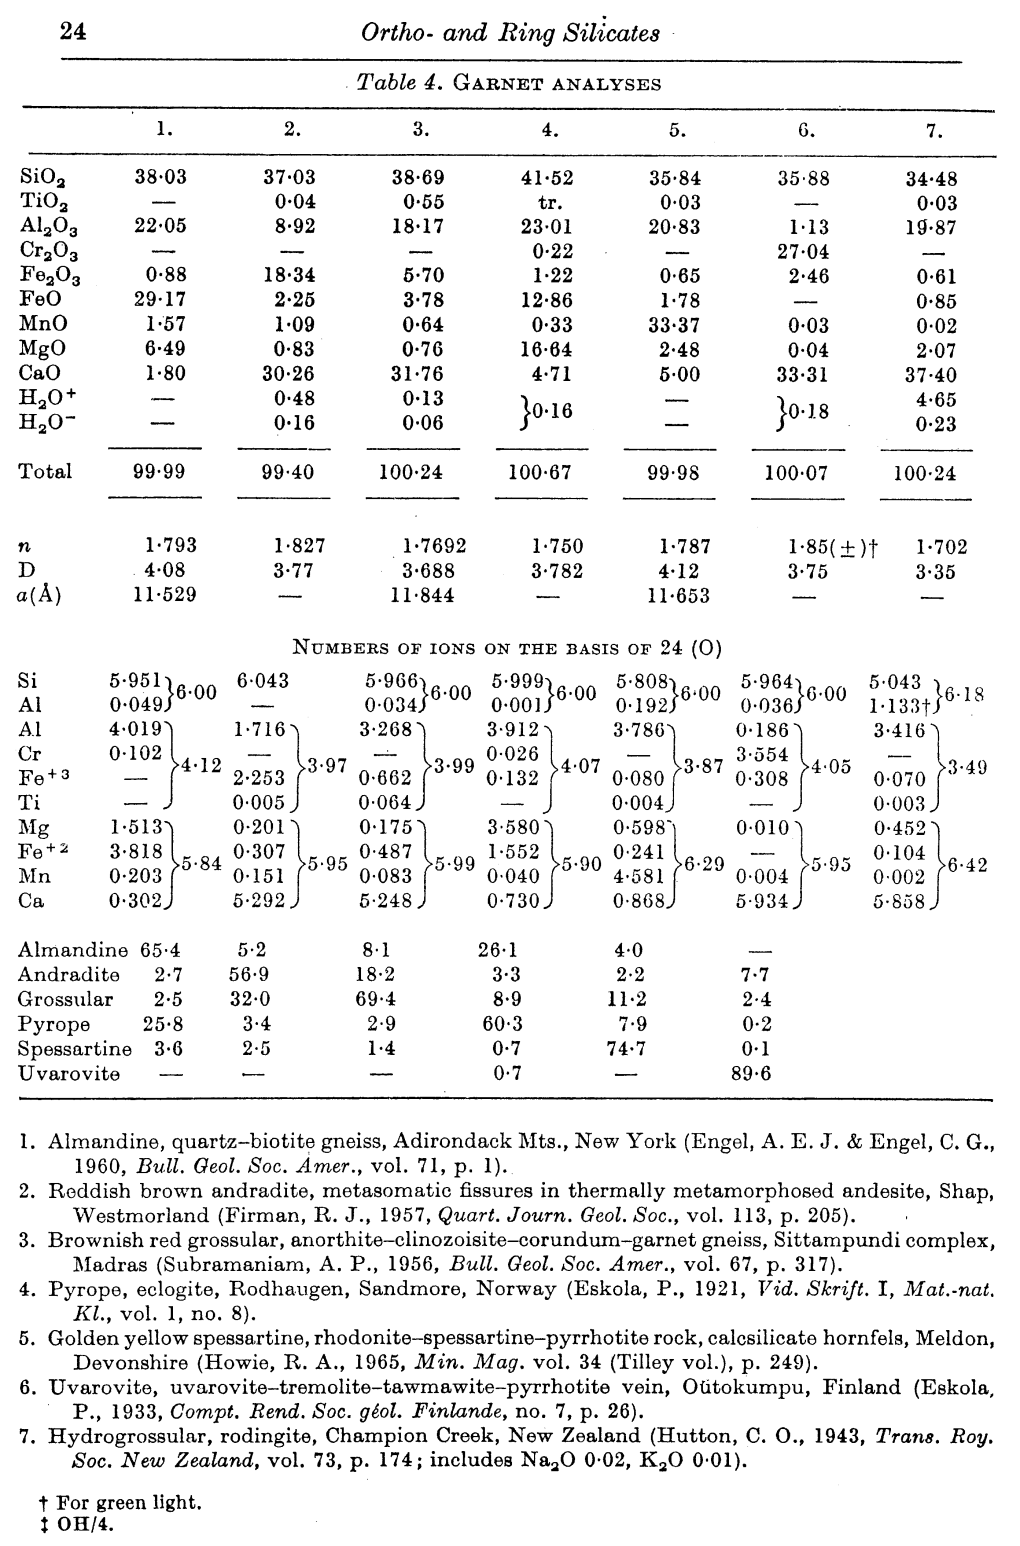 24 Ortho- and Ring Silicates
Table 4. GARNET ANALYSES
1. 2. 3. 4. 5. 6. 7.
SiO₂ 38·03 37·03 38·69 41·52 35·84 35·88 34·48
TiO₂ — 0·04 0·55 tr. 0·03 — 0·03
Al₂O₃ 22·05 8·92 18·17 23·01 20·83 1·13 19·87
Cr₂O₃ — — — 0·22 — 27·04 —
Fe₂O₃ 0·88 18·34 5·70 1·22 0·65 2·46 0·61
FeO 29·17 2·25 3·78 12·86 1·78 — 0·85
MnO 1·57 1·09 0·64 0·33 33·37 0·03 0·02
MgO 6·49 0·83 0·76 16·64 2·48 0·04 2·07
CaO 1·80 30·26 31·76 4·71 5·00 33·31 37·40
H₂O⁺ — 0·48 0·13 }0·16 — }0·18 4·65
H₂O⁻ — 0·16 0·06 — 0·23
Total 99·99 99·40 100·24 100·67 99·98 100·07 100·24
n 1·793 1·827 1·7692 1·750 1·787 1·85(±)† 1·702
D 4·08 3·77 3·688 3·782 4·12 3·75 3·35
a(Å) 11·529 — 11·844 — 11·653 — —
NUMBERS OF IONS ON THE BASIS OF 24 (O)
Si 5·951}6·00 6·043 5·966}6·00 5·999}6·00 5·808}6·00 5·964}6·00 5·043}6·18
Al 0·049 — 0·034 0·001 0·192 0·036 1·133‡
Al 4·019 1·716 3·268 3·912 3·786 0·186 3·416
Cr 0·102}4·12 —}3·97 —}3·99 0·026}4·07 —}3·87 3·554}4·05 —}3·49
Fe⁺³ — 2·253 0·662 0·132 0·080 0·308 0·070
Ti — 0·005 0·064 — 0·004 — 0·003
Mg 1·513 0·201 0·175 3·580 0·598 0·010 0·452
Fe⁺² 3·818}5·84 0·307}5·95 0·487}5·99 1·552}5·90 0·241}6·29 —}5·95 0·104}6·42
Mn 0·203 0·151 0·083 0·040 4·581 0·004 0·002
Ca 0·302 5·292 5·248 0·730 0·868 5·934 5·858
Almandine 65·4 5·2 8·1 26·1 4·0 —
Andradite 2·7 56·9 18·2 3·3 2·2 7·7
Grossular 2·5 32·0 69·4 8·9 11·2 2·4
Pyrope 25·8 3·4 2·9 60·3 7·9 0·2
Spessartine 3·6 2·5 1·4 0·7 74·7 0·1
Uvarovite — — — 0·7 — 89·6
1. Almandine, quartz–biotite gneiss, Adirondack Mts., New York (Engel, A. E. J. & Engel, C. G.,
1960, Bull. Geol. Soc. Amer., vol. 71, p. 1).
2. Reddish brown andradite, metasomatic fissures in thermally metamorphosed andesite, Shap,
Westmorland (Firman, R. J., 1957, Quart. Journ. Geol. Soc., vol. 113, p. 205).
3. Brownish red grossular, anorthite–clinozoisite–corundum–garnet gneiss, Sittampundi complex,
Madras (Subramaniam, A. P., 1956, Bull. Geol. Soc. Amer., vol. 67, p. 317).
4. Pyrope, eclogite, Rodhaugen, Sandmore, Norway (Eskola, P., 1921, Vid. Skrift. I, Mat.-nat.
Kl., vol. 1, no. 8).
5. Golden yellow spessartine, rhodonite–spessartine–pyrrhotite rock, calcsilicate hornfels, Meldon,
Devonshire (Howie, R. A., 1965, Min. Mag. vol. 34 (Tilley vol.), p. 249).
6. Uvarovite, uvarovite–tremolite–tawmawite–pyrrhotite vein, Outokumpu, Finland (Eskola,
P., 1933, Compt. Rend. Soc. géol. Finlande, no. 7, p. 26).
7. Hydrogrossular, rodingite, Champion Creek, New Zealand (Hutton, C. O., 1943, Trans. Roy.
Soc. New Zealand, vol. 73, p. 174; includes Na₂O 0·02, K₂O 0·01).
† For green light.
‡ OH/4.